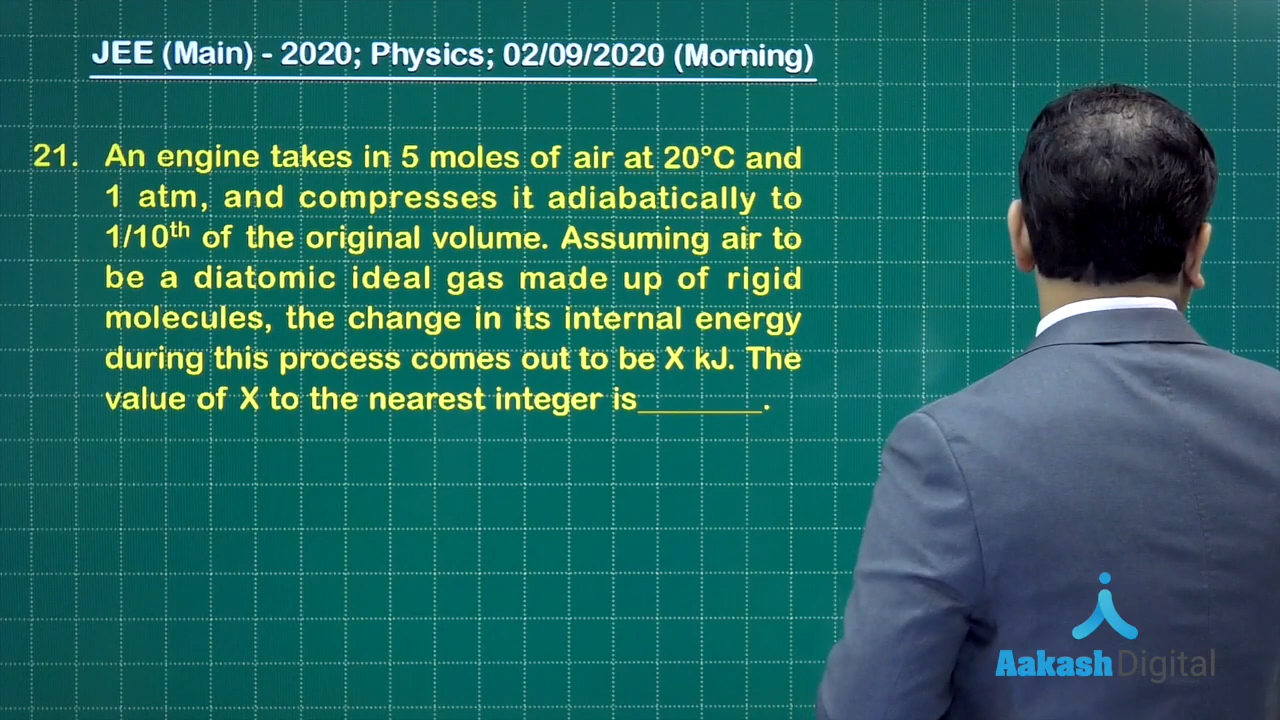 JEE (Main) - 2020; Physics; 02/09/2020 (Morning)
21. An engine takes in 5 moles of air at 20°C and
1 atm, and compresses it adiabatically to
1/10th of the original volume. Assuming air to
be a diatomic ideal gas made up of rigid
molecules, the change in its internal energy
during this process comes out to be X kJ. The
value of X to the nearest integer is________.
AakashDigital